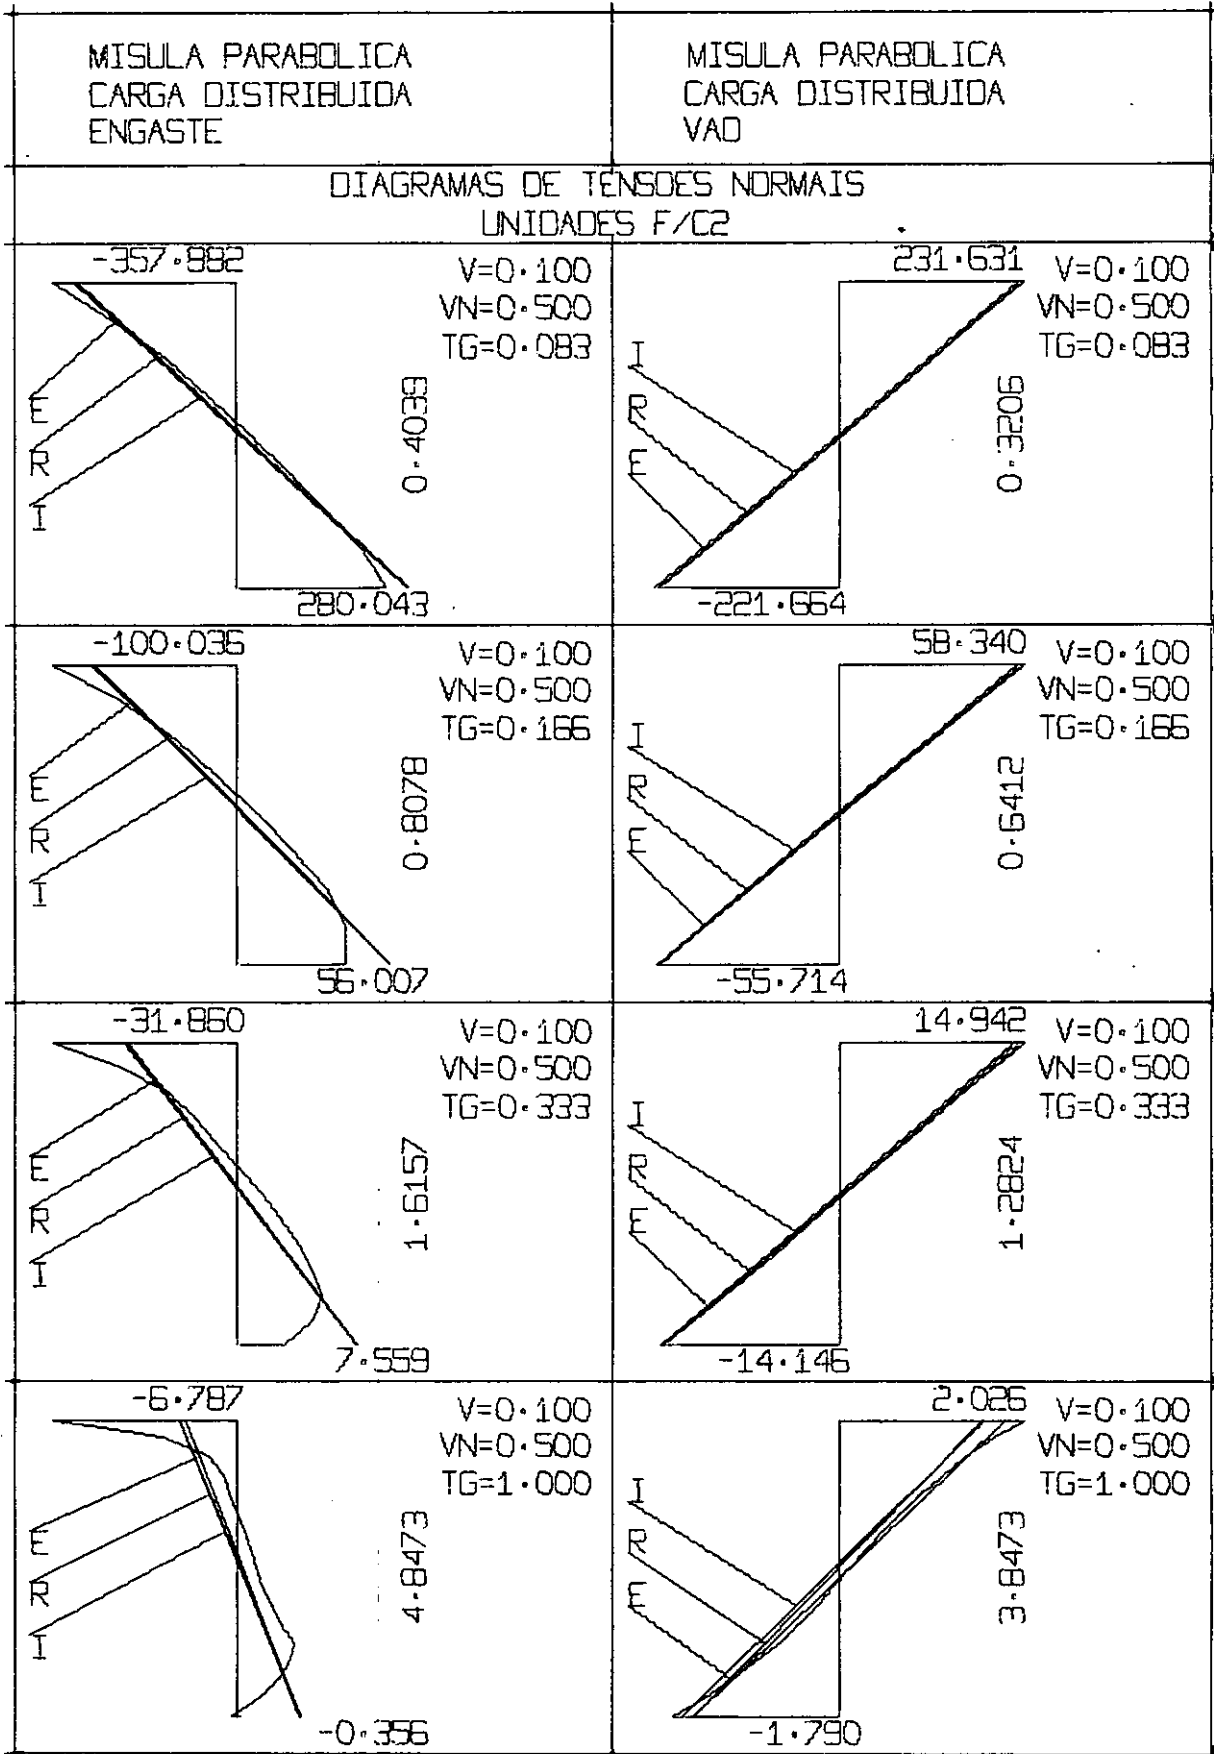 MISULA PARABOLICA
CARGA DISTRIBUIDA
ENGASTE
MISULA PARABOLICA
CARGA DISTRIBUIDA
VAO
DIAGRAMAS DE TENSOES NORMAIS
UNIDADES F/C2
-357.882
V=0.100
VN=0.500
TG=0.083
E
R
I
0.4039
280.043
231.631
V=0.100
VN=0.500
TG=0.083
I
R
E
0.3206
-221.664
-100.036
V=0.100
VN=0.500
TG=0.166
E
R
I
0.8078
56.007
58.340
V=0.100
VN=0.500
TG=0.166
I
R
E
0.6412
-55.714
-31.860
V=0.100
VN=0.500
TG=0.333
E
R
I
1.6157
7.559
14.942
V=0.100
VN=0.500
TG=0.333
I
R
E
1.2824
-14.146
-6.787
V=0.100
VN=0.500
TG=1.000
E
R
I
4.8473
-0.356
2.026
V=0.100
VN=0.500
TG=1.000
I
R
E
3.8473
-1.790